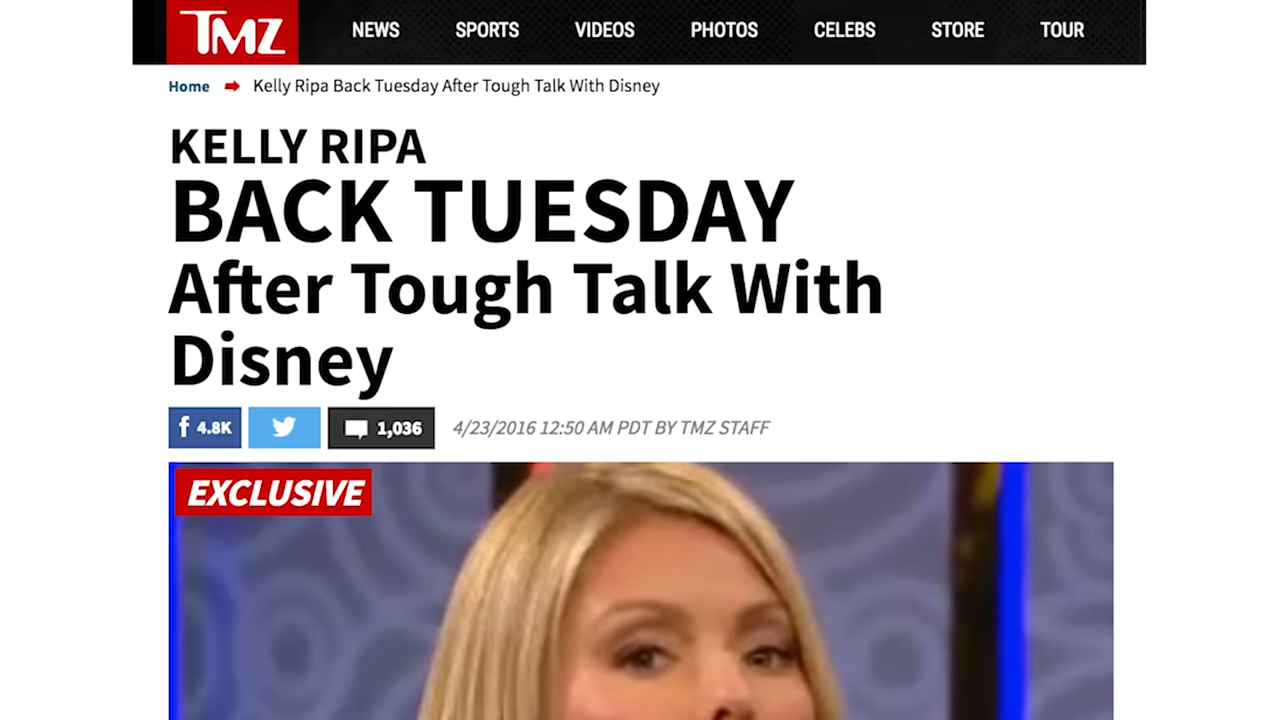 TMZ NEWS SPORTS VIDEOS PHOTOS CELEBS STORE TOUR
Home Kelly Ripa Back Tuesday After Tough Talk With Disney
KELLY RIPA
BACK TUESDAY
After Tough Talk With
Disney
f 4.8K 1,036 4/23/2016 12:50 AM PDT BY TMZ STAFF
EXCLUSIVE